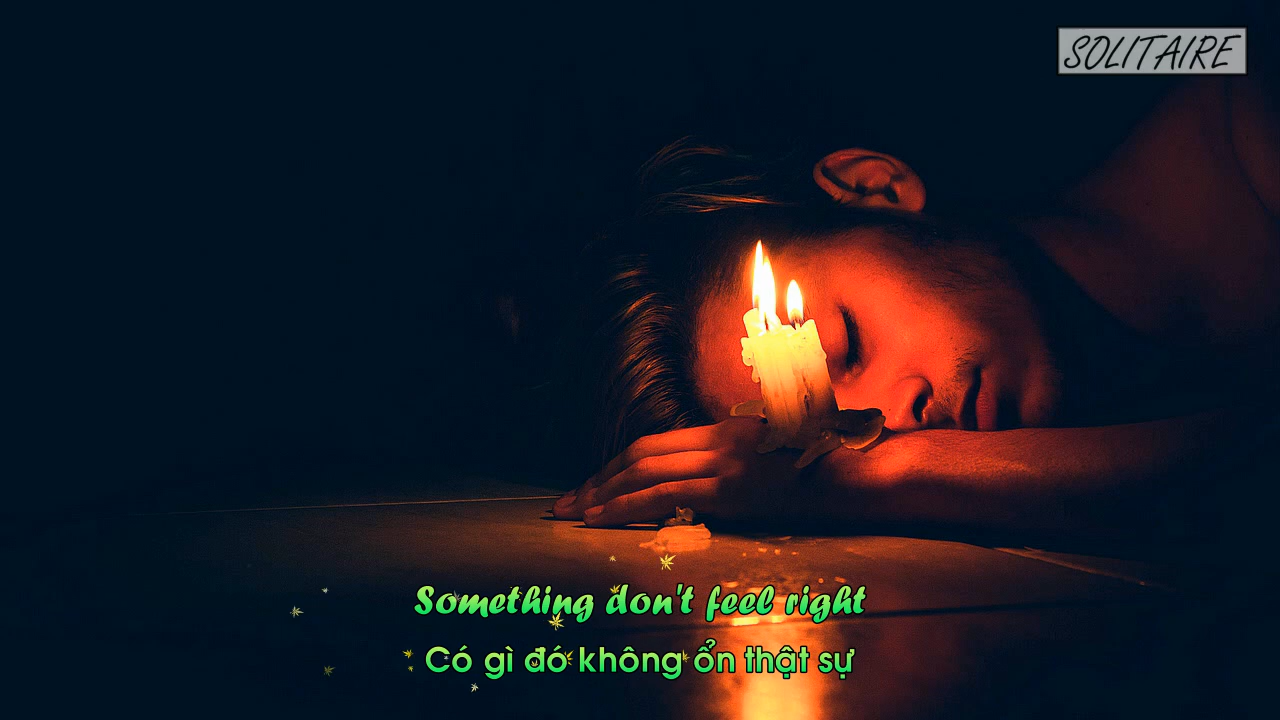 SOLITAIRE
Something don't feel right
Có gì đó không ổn thật sự